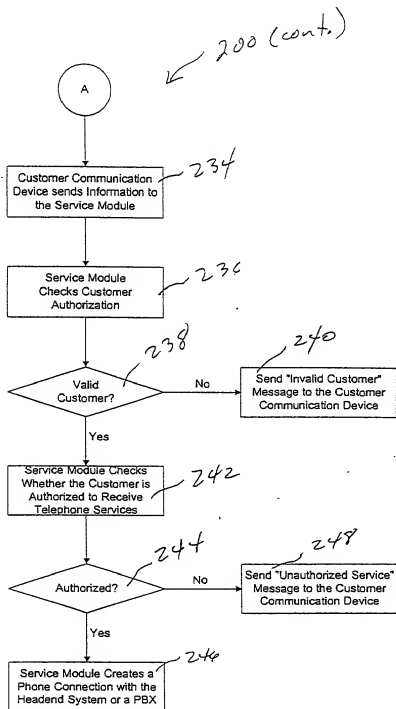 200 (cont.)
A
Customer Communication
Device sends Information to
the Service Module
234
Service Module
Checks Customer
Authorization
236
238
Valid
Customer?
No
240
Send "Invalid Customer"
Message to the Customer
Communication Device
Yes
Service Module Checks
Whether the Customer is
Authorized to Receive
Telephone Services
242
244
Authorized?
No
248
Send "Unauthorized Service"
Message to the Customer
Communication Device
Yes
246
Service Module Creates a
Phone Connection with the
Headend System or a PBX